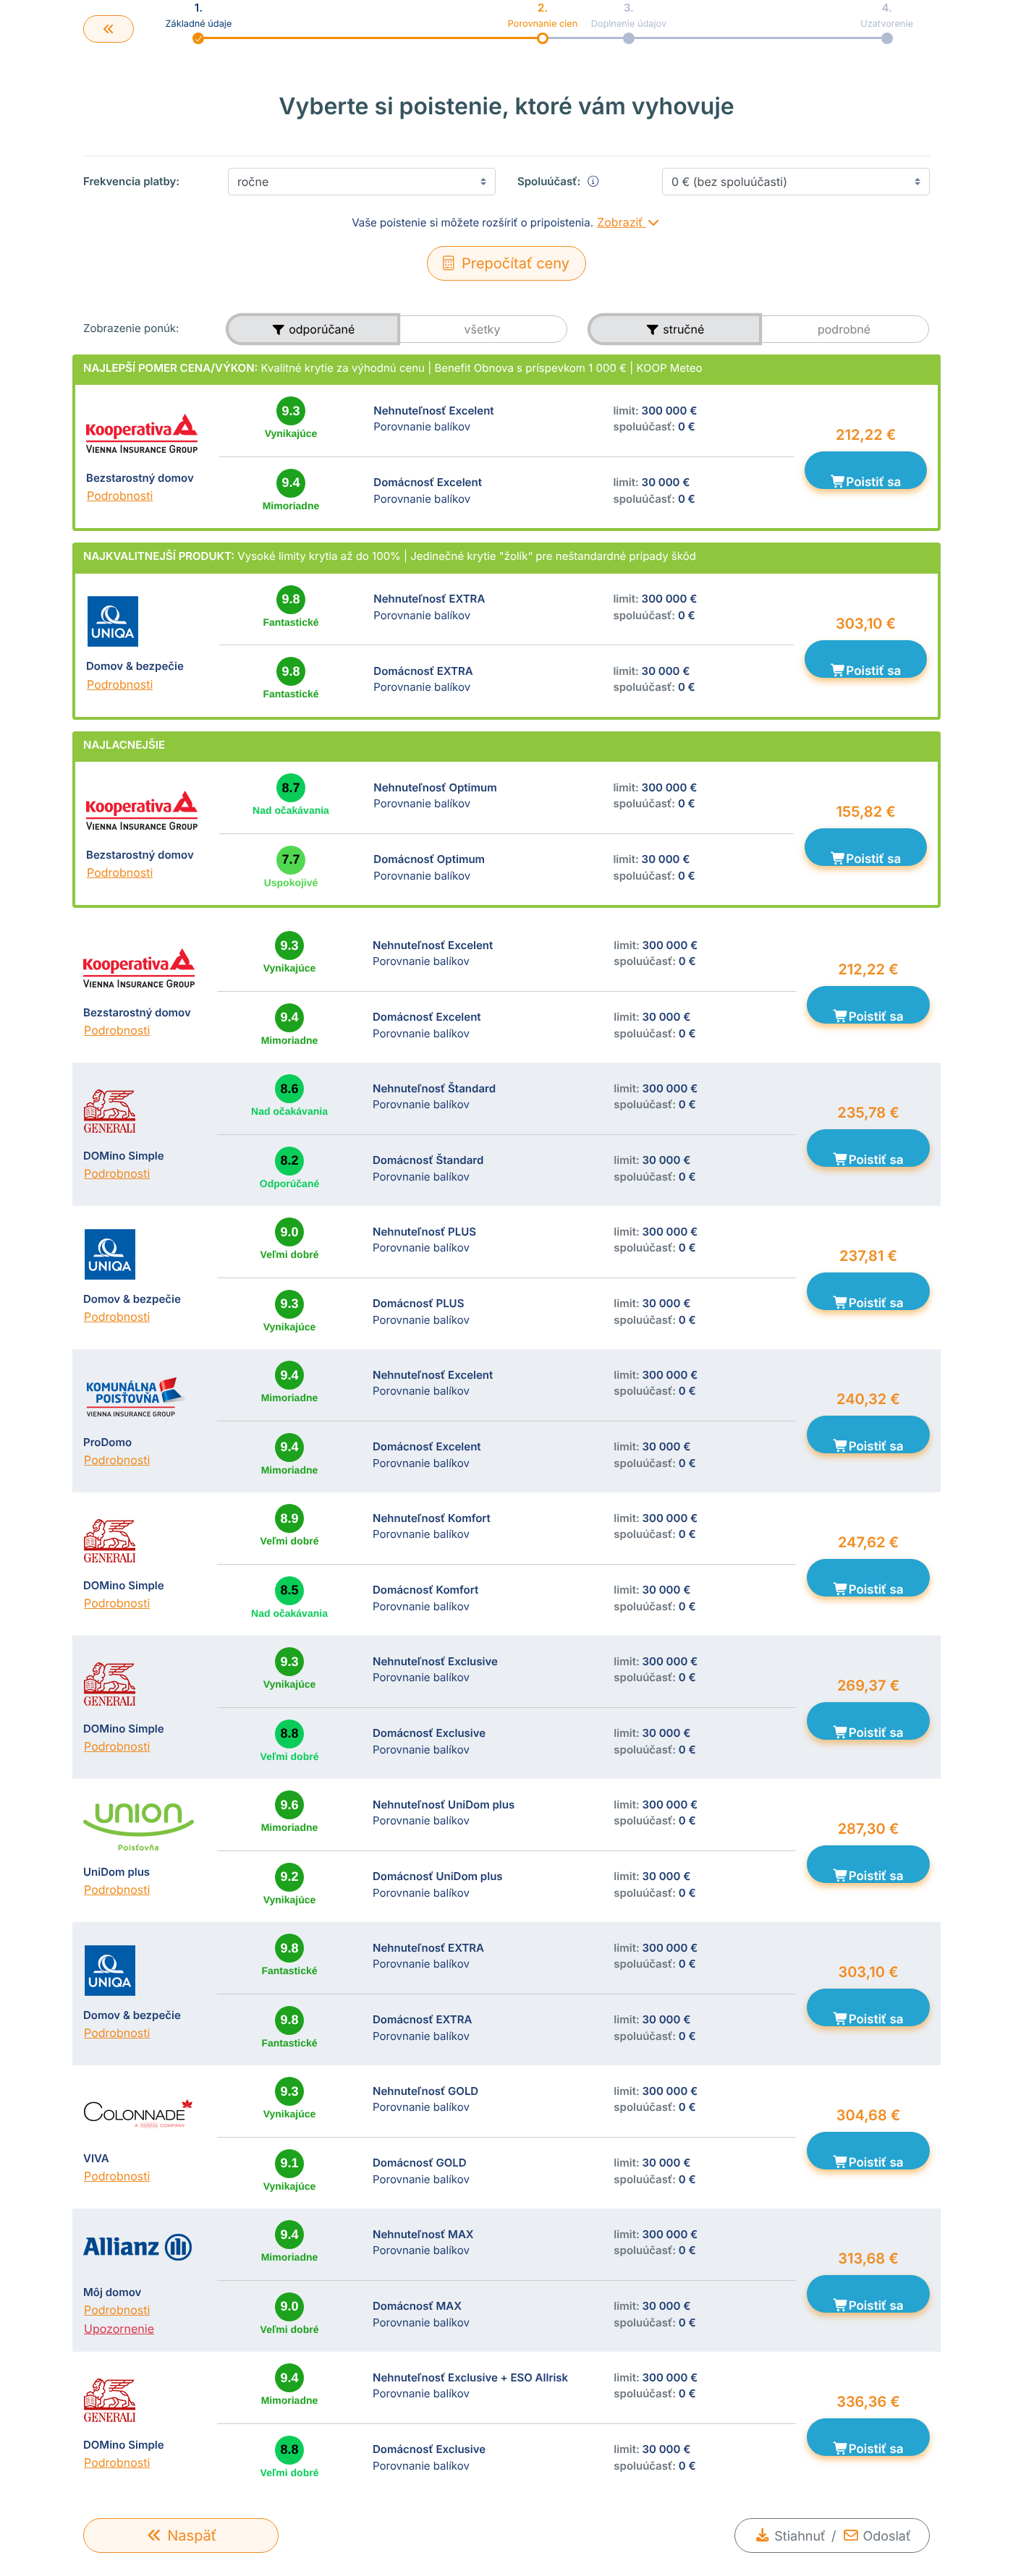 1.
Základné údaje
2.
Porovnanie cien
3.
Doplnenie údajov
4.
Uzatvorenie
Vyberte si poistenie, ktoré vám vyhovuje
Frekvencia platby: ročne Spoluúčasť: 0 € (bez spoluúčasti)
Vaše poistenie si môžete rozšíriť o pripoistenia. Zobraziť
Prepočítať ceny
Zobrazenie ponúk: odporúčané všetky stručné podrobné
NAJLEPŠÍ POMER CENA/VÝKON: Kvalitné krytie za výhodnú cenu | Benefit Obnova s príspevkom 1 000 € | KOOP Meteo
Kooperativa
VIENNA INSURANCE GROUP
Bezstarostný domov
Podrobnosti
9.3
Vynikajúce
Nehnuteľnosť Excelent
Porovnanie balíkov
limit: 300 000 €
spoluúčasť: 0 €
9.4
Mimoriadne
Domácnosť Excelent
Porovnanie balíkov
limit: 30 000 €
spoluúčasť: 0 €
212,22 €
Poistiť sa
NAJKVALITNEJŠÍ PRODUKT: Vysoké limity krytia až do 100% | Jedinečné krytie "žolík" pre neštandardné prípady škôd
UNIQA
Domov & bezpečie
Podrobnosti
9.8
Fantastické
Nehnuteľnosť EXTRA
Porovnanie balíkov
limit: 300 000 €
spoluúčasť: 0 €
9.8
Fantastické
Domácnosť EXTRA
Porovnanie balíkov
limit: 30 000 €
spoluúčasť: 0 €
303,10 €
Poistiť sa
NAJLACNEJŠIE
Kooperativa
VIENNA INSURANCE GROUP
Bezstarostný domov
Podrobnosti
8.7
Nad očakávania
Nehnuteľnosť Optimum
Porovnanie balíkov
limit: 300 000 €
spoluúčasť: 0 €
7.7
Uspokojivé
Domácnosť Optimum
Porovnanie balíkov
limit: 30 000 €
spoluúčasť: 0 €
155,82 €
Poistiť sa
Kooperativa
VIENNA INSURANCE GROUP
Bezstarostný domov
Podrobnosti
9.3
Vynikajúce
Nehnuteľnosť Excelent
Porovnanie balíkov
limit: 300 000 €
spoluúčasť: 0 €
9.4
Mimoriadne
Domácnosť Excelent
Porovnanie balíkov
limit: 30 000 €
spoluúčasť: 0 €
212,22 €
Poistiť sa
GENERALI
DOMino Simple
Podrobnosti
8.6
Nad očakávania
Nehnuteľnosť Štandard
Porovnanie balíkov
limit: 300 000 €
spoluúčasť: 0 €
8.2
Odporúčané
Domácnosť Štandard
Porovnanie balíkov
limit: 30 000 €
spoluúčasť: 0 €
235,78 €
Poistiť sa
UNIQA
Domov & bezpečie
Podrobnosti
9.0
Veľmi dobré
Nehnuteľnosť PLUS
Porovnanie balíkov
limit: 300 000 €
spoluúčasť: 0 €
9.3
Vynikajúce
Domácnosť PLUS
Porovnanie balíkov
limit: 30 000 €
spoluúčasť: 0 €
237,81 €
Poistiť sa
KOMUNÁLNA
POISŤOVŇA
VIENNA INSURANCE GROUP
ProDomo
Podrobnosti
9.4
Mimoriadne
Nehnuteľnosť Excelent
Porovnanie balíkov
limit: 300 000 €
spoluúčasť: 0 €
9.4
Mimoriadne
Domácnosť Excelent
Porovnanie balíkov
limit: 30 000 €
spoluúčasť: 0 €
240,32 €
Poistiť sa
GENERALI
DOMino Simple
Podrobnosti
8.9
Veľmi dobré
Nehnuteľnosť Komfort
Porovnanie balíkov
limit: 300 000 €
spoluúčasť: 0 €
8.5
Nad očakávania
Domácnosť Komfort
Porovnanie balíkov
limit: 30 000 €
spoluúčasť: 0 €
247,62 €
Poistiť sa
GENERALI
DOMino Simple
Podrobnosti
9.3
Vynikajúce
Nehnuteľnosť Exclusive
Porovnanie balíkov
limit: 300 000 €
spoluúčasť: 0 €
8.8
Veľmi dobré
Domácnosť Exclusive
Porovnanie balíkov
limit: 30 000 €
spoluúčasť: 0 €
269,37 €
Poistiť sa
union
Poisťovňa
UniDom plus
Podrobnosti
9.6
Mimoriadne
Nehnuteľnosť UniDom plus
Porovnanie balíkov
limit: 300 000 €
spoluúčasť: 0 €
9.2
Vynikajúce
Domácnosť UniDom plus
Porovnanie balíkov
limit: 30 000 €
spoluúčasť: 0 €
287,30 €
Poistiť sa
UNIQA
Domov & bezpečie
Podrobnosti
9.8
Fantastické
Nehnuteľnosť EXTRA
Porovnanie balíkov
limit: 300 000 €
spoluúčasť: 0 €
9.8
Fantastické
Domácnosť EXTRA
Porovnanie balíkov
limit: 30 000 €
spoluúčasť: 0 €
303,10 €
Poistiť sa
COLONNADE
A FAIRFAX COMPANY
VIVA
Podrobnosti
9.3
Vynikajúce
Nehnuteľnosť GOLD
Porovnanie balíkov
limit: 300 000 €
spoluúčasť: 0 €
9.1
Vynikajúce
Domácnosť GOLD
Porovnanie balíkov
limit: 30 000 €
spoluúčasť: 0 €
304,68 €
Poistiť sa
Allianz
Môj domov
Podrobnosti
Upozornenie
9.4
Mimoriadne
Nehnuteľnosť MAX
Porovnanie balíkov
limit: 300 000 €
spoluúčasť: 0 €
9.0
Veľmi dobré
Domácnosť MAX
Porovnanie balíkov
limit: 30 000 €
spoluúčasť: 0 €
313,68 €
Poistiť sa
GENERALI
DOMino Simple
Podrobnosti
9.4
Mimoriadne
Nehnuteľnosť Exclusive + ESO Allrisk
Porovnanie balíkov
limit: 300 000 €
spoluúčasť: 0 €
8.8
Veľmi dobré
Domácnosť Exclusive
Porovnanie balíkov
limit: 30 000 €
spoluúčasť: 0 €
336,36 €
Poistiť sa
Naspäť
Stiahnuť / Odoslať